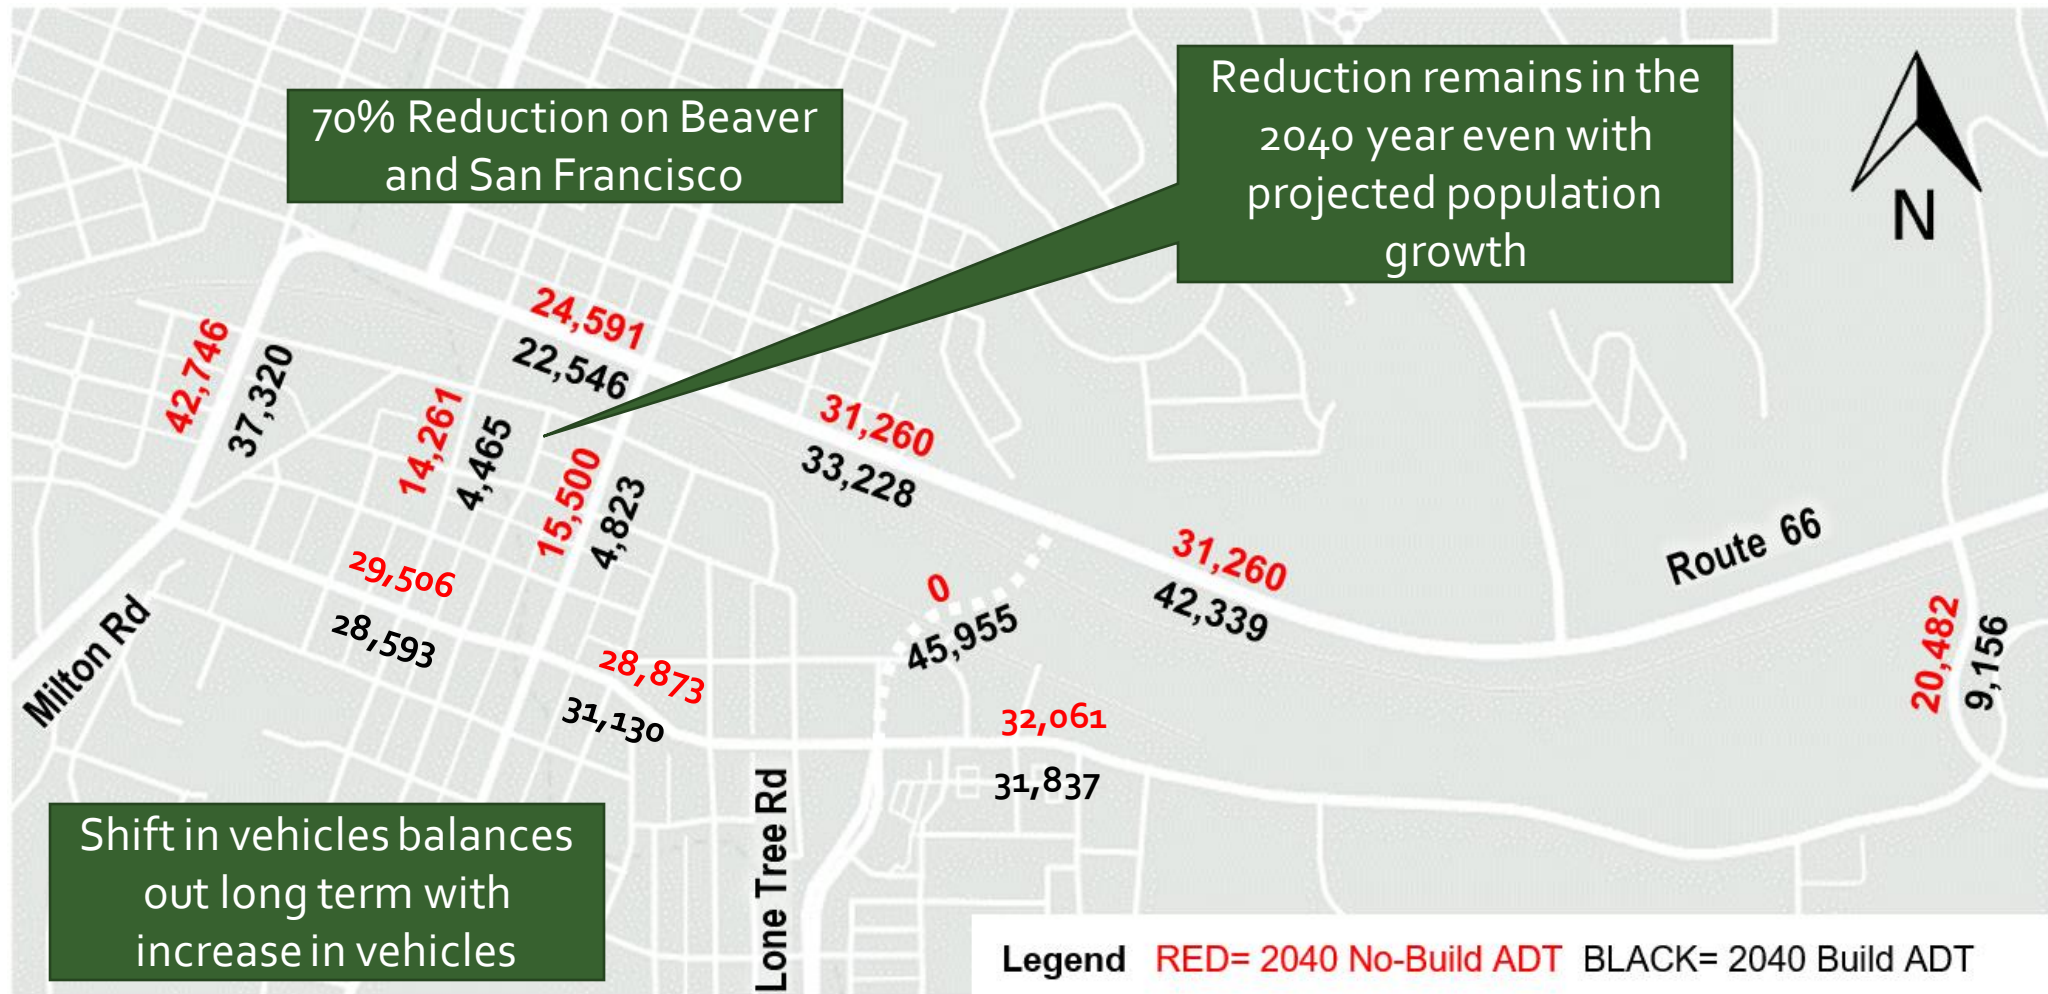 70% Reduction on Beaver
and San Francisco
Reduction remains in the
2040 year even with
projected population
growth
N
24,591
22,546
42,746
37,320
14,261
4,465
15,500
4,823
31,260
33,228
31,260
42,339
Route 66
29,506
28,593
0
45,955
20,482
9,156
Milton Rd
28,873
31,130
32,061
31,837
Lone Tree Rd
Shift in vehicles balances
out long term with
increase in vehicles
Legend RED= 2040 No-Build ADT BLACK= 2040 Build ADT